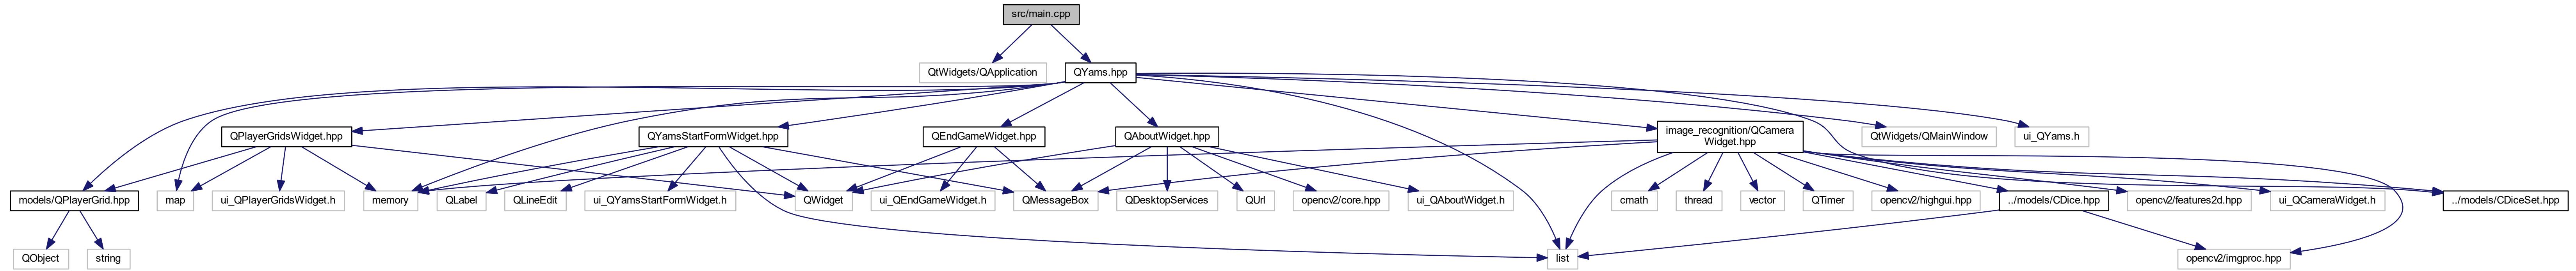 src/main.cpp
QtWidgets/QApplication
QYams.hpp
QPlayerGridsWidget.hpp
QYamsStartFormWidget.hpp
QEndGameWidget.hpp
QAboutWidget.hpp
image_recognition/QCamera
Widget.hpp
QtWidgets/QMainWindow
ui_QYams.h
models/QPlayerGrid.hpp
map
ui_QPlayerGridsWidget.h
memory
QLabel
QLineEdit
ui_QYamsStartFormWidget.h
QWidget
ui_QEndGameWidget.h
QMessageBox
QDesktopServices
QUrl
opencv2/core.hpp
ui_QAboutWidget.h
cmath
thread
vector
QTimer
opencv2/highgui.hpp
../models/CDice.hpp
opencv2/features2d.hpp
ui_QCameraWidget.h
../models/CDiceSet.hpp
QObject
string
list
opencv2/imgproc.hpp